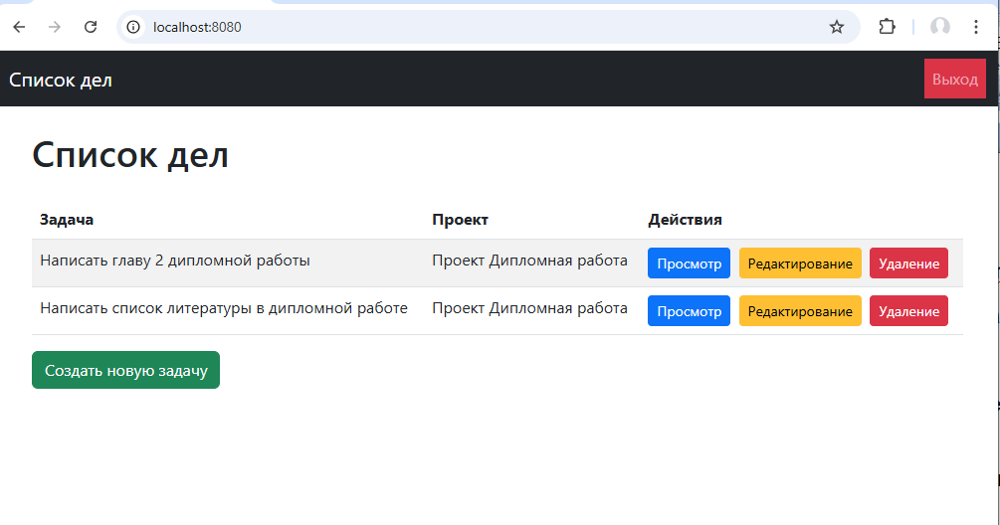 localhost:8080
Список дел Выход
Список дел
Задача Проект Действия
Написать главу 2 дипломной работы Проект Дипломная работа Просмотр Редактирование Удаление
Написать список литературы в дипломной работе Проект Дипломная работа Просмотр Редактирование Удаление
Создать новую задачу